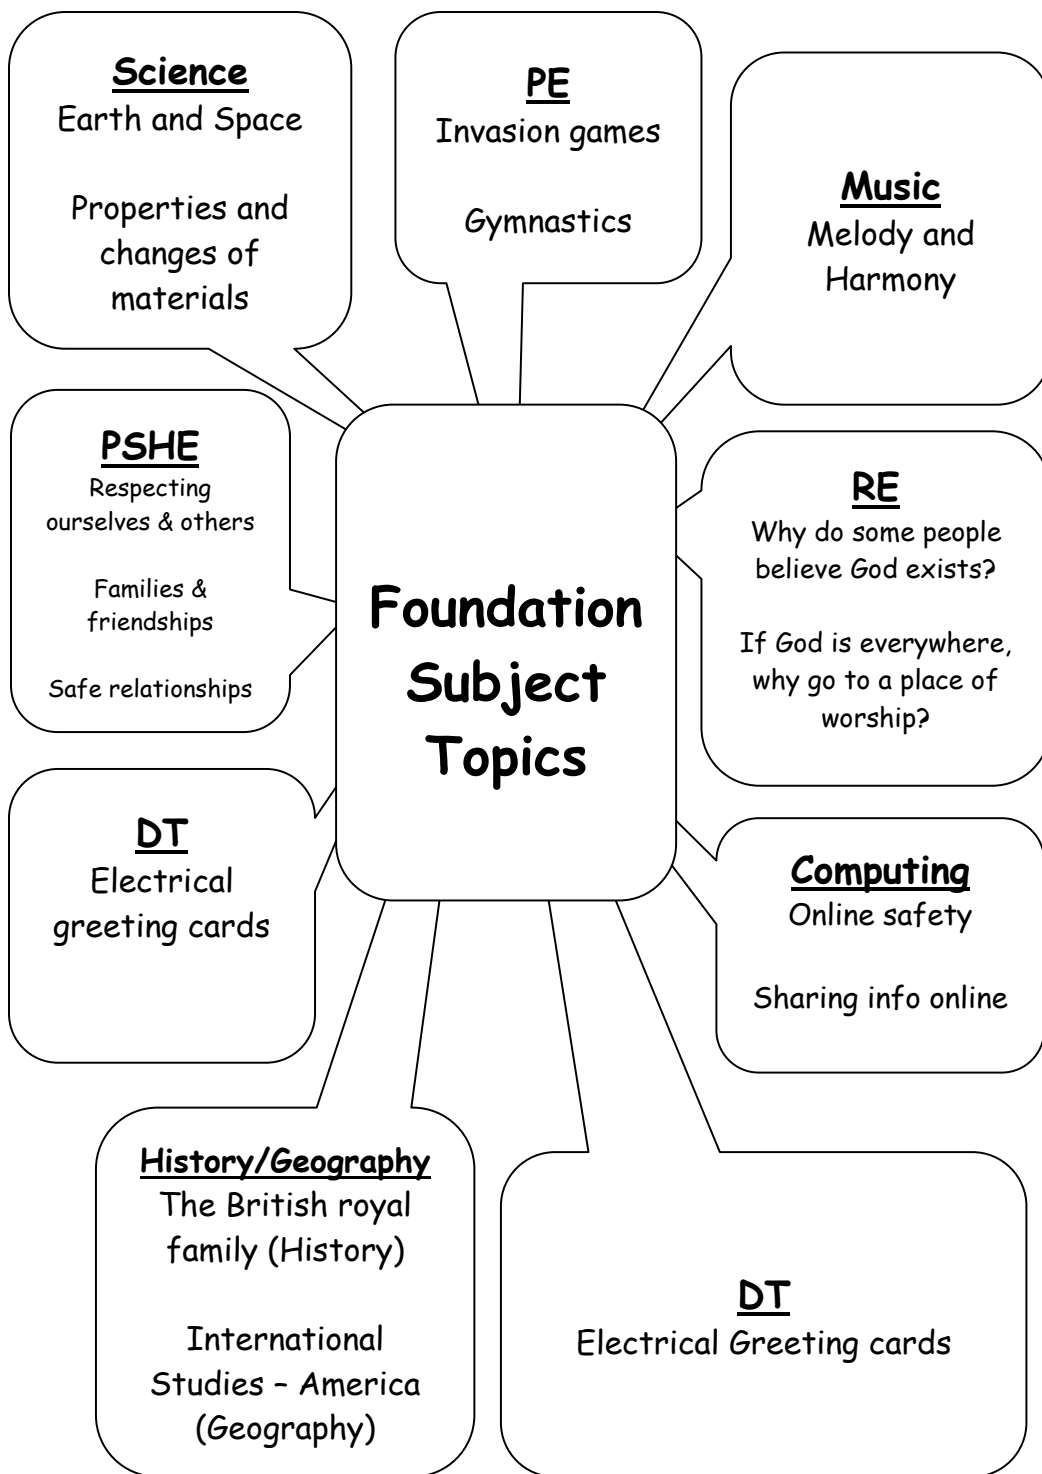 Science
Earth and Space
Properties and
changes of
materials
PE
Invasion games
Gymnastics
Music
Melody and
Harmony
PSHE
Respecting
ourselves & others
Families &
friendships
Safe relationships
Foundation
Subject
Topics
RE
Why do some people
believe God exists?
If God is everywhere,
why go to a place of
worship?
DT
Electrical
greeting cards
Computing
Online safety
Sharing info online
History/Geography
The British royal
family (History)
International
Studies – America
(Geography)
DT
Electrical Greeting cards